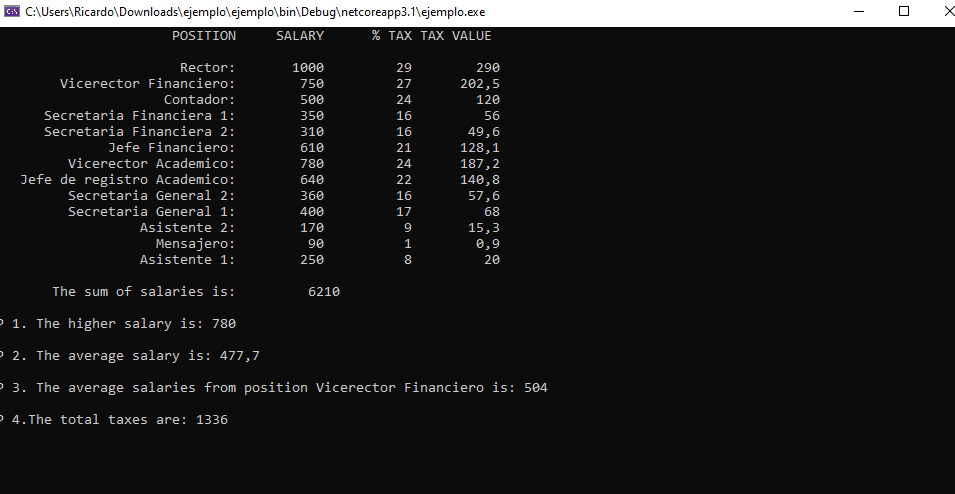 C:\Users\Ricardo\Downloads\ejemplo\ejemplo\bin\Debug\netcoreapp3.1\ejemplo.exe
POSITION SALARY % TAX TAX VALUE
Rector: 1000 29 290
Vicerector Financiero: 750 27 202,5
Contador: 500 24 120
Secretaria Financiera 1: 350 16 56
Secretaria Financiera 2: 310 16 49,6
Jefe Financiero: 610 21 128,1
Vicerector Academico: 780 24 187,2
Jefe de registro Academico: 640 22 140,8
Secretaria General 2: 360 16 57,6
Secretaria General 1: 400 17 68
Asistente 2: 170 9 15,3
Mensajero: 90 1 0,9
Asistente 1: 250 8 20
The sum of salaries is: 6210
P 1. The higher salary is: 780
P 2. The average salary is: 477,7
P 3. The average salaries from position Vicerector Financiero is: 504
P 4.The total taxes are: 1336